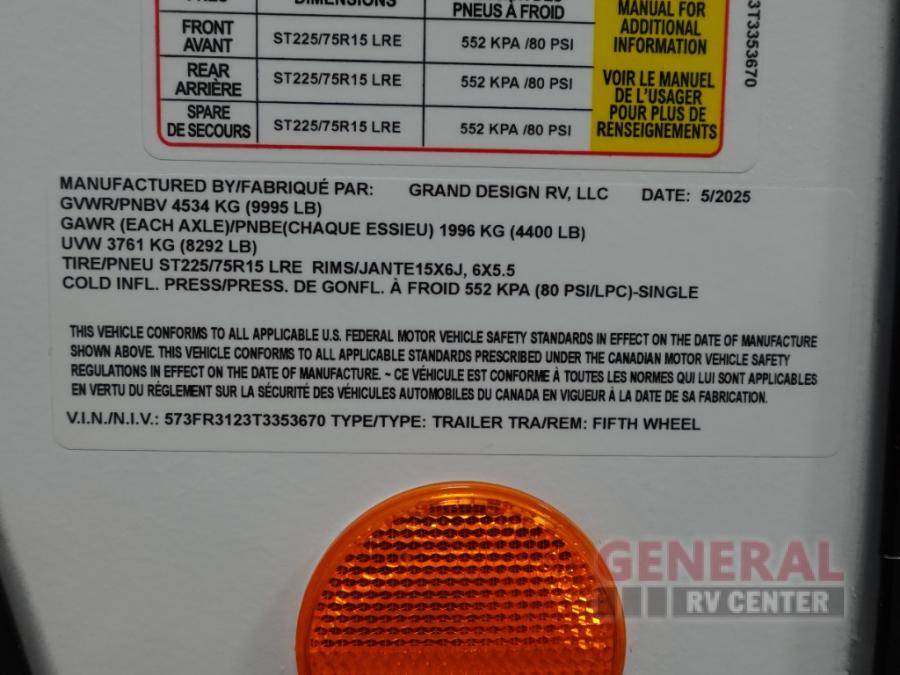 DIMENSIONS
PNEUS À FROID
MANUAL FOR
ADDITIONAL
INFORMATION
FRONT
AVANT
ST225/75R15 LRE
552 KPA /80 PSI
REAR
ARRIÈRE
ST225/75R15 LRE
552 KPA /80 PSI
SPARE
DE SECOURS
ST225/75R15 LRE
552 KPA /80 PSI
VOIR LE MANUEL
DE L'USAGER
POUR PLUS DE
RENSEIGNEMENTS
3T3353670
MANUFACTURED BY/FABRIQUÉ PAR: GRAND DESIGN RV, LLC DATE: 5/2025
GVWR/PNBV 4534 KG (9995 LB)
GAWR (EACH AXLE)/PNBE(CHAQUE ESSIEU) 1996 KG (4400 LB)
UVW 3761 KG (8292 LB)
TIRE/PNEU ST225/75R15 LRE RIMS/JANTE15X6J, 6X5.5
COLD INFL. PRESS/PRESS. DE GONFL. À FROID 552 KPA (80 PSI/LPC)-SINGLE
THIS VEHICLE CONFORMS TO ALL APPLICABLE U.S. FEDERAL MOTOR VEHICLE SAFETY STANDARDS IN EFFECT ON THE DATE OF MANUFACTURE
SHOWN ABOVE. THIS VEHICLE CONFORMS TO ALL APPLICABLE STANDARDS PRESCRIBED UNDER THE CANADIAN MOTOR VEHICLE SAFETY
REGULATIONS IN EFFECT ON THE DATE OF MANUFACTURE. ~ CE VÉHICULE EST CONFORME À TOUTES LES NORMES QUI LUI SONT APPLICABLES
EN VERTU DU RÉGLEMENT SUR LA SÉCURITÉ DES VÉHICULES AUTOMOBILES DU CANADA EN VIGUEUR À LA DATE DE SA FABRICATION.
V.I.N./N.I.V.: 573FR3123T3353670 TYPE/TYPE: TRAILER TRA/REM: FIFTH WHEEL
GENERAL
RV CENTER